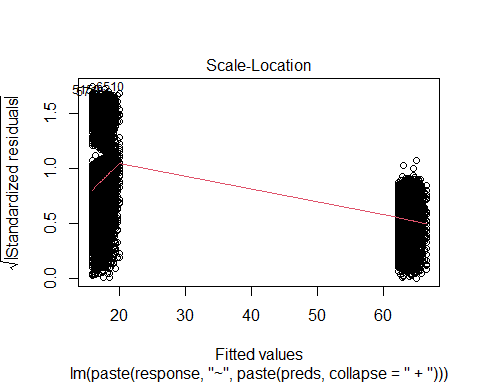 Scale-Location
√|Standardized residuals|
0.0 0.5 1.0 1.5
20 30 40 50 60
Fitted values
lm(paste(response, "~", paste(preds, collapse = " + ")))